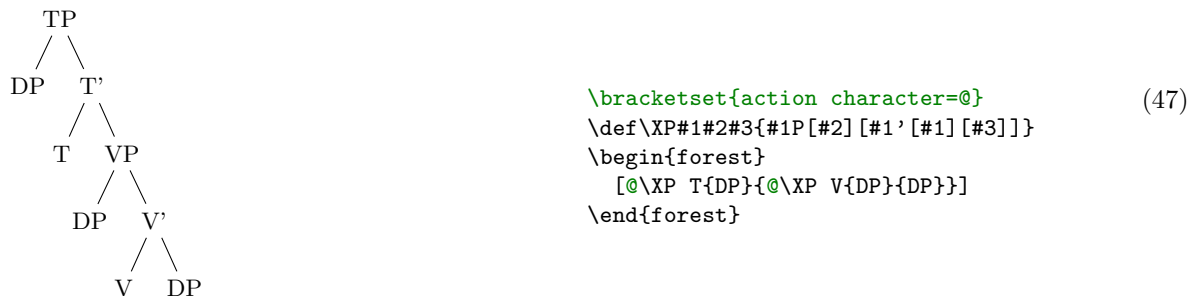 TP
DP T'
T VP
DP V'
V DP
\bracketset{action character=@}
(47)
\def\XP#1#2#3{#1P[#2][#1'[#1][#3]]}
\begin{forest}
[@\XP T{DP}{@\XP V{DP}{DP}}]
\end{forest}